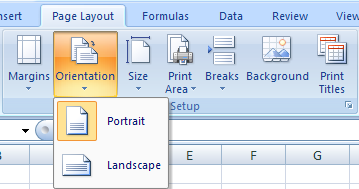 nsert Page Layout Formulas Data Review View
Margins Orientation Size Print Area Breaks Background Print Titles
Setup
Portrait
Landscape
B E F G